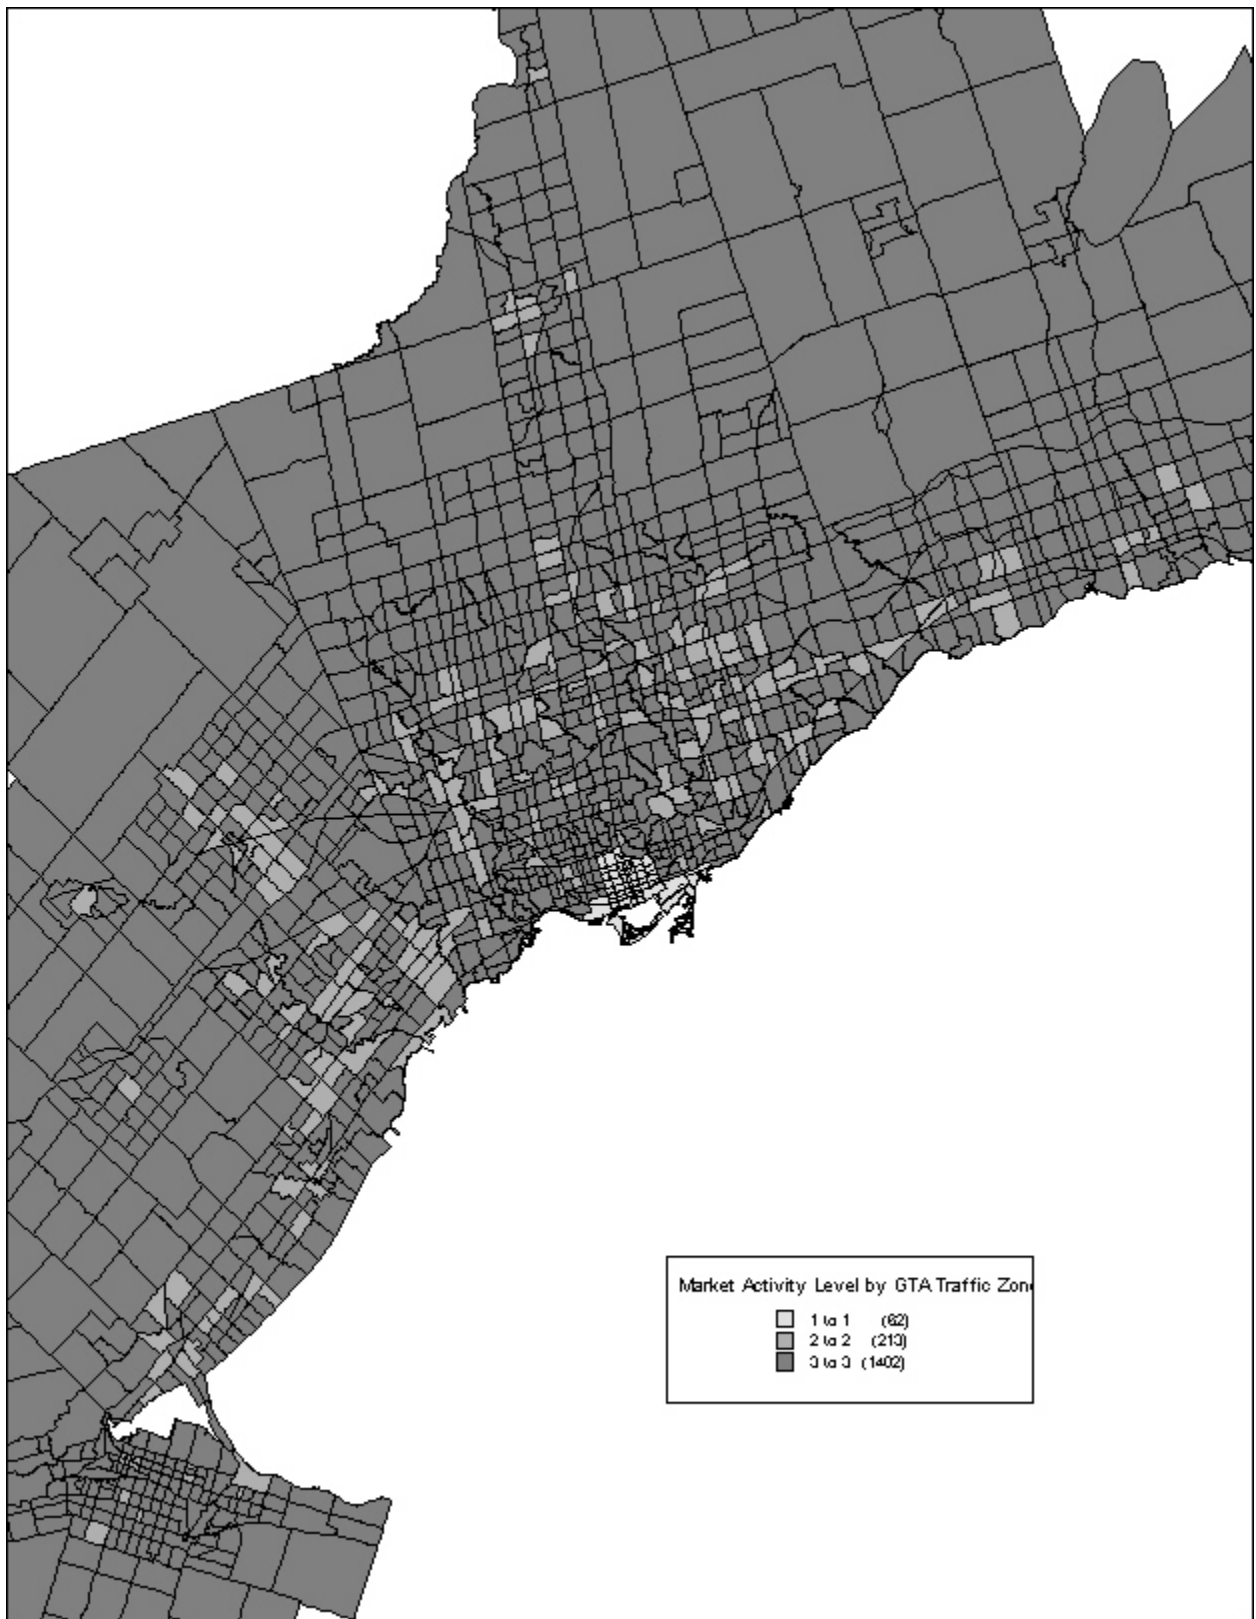 Market Activity Level by GTA Traffic Zon
1 to 1 (62)
2 to 2 (213)
3 to 3 (1402)